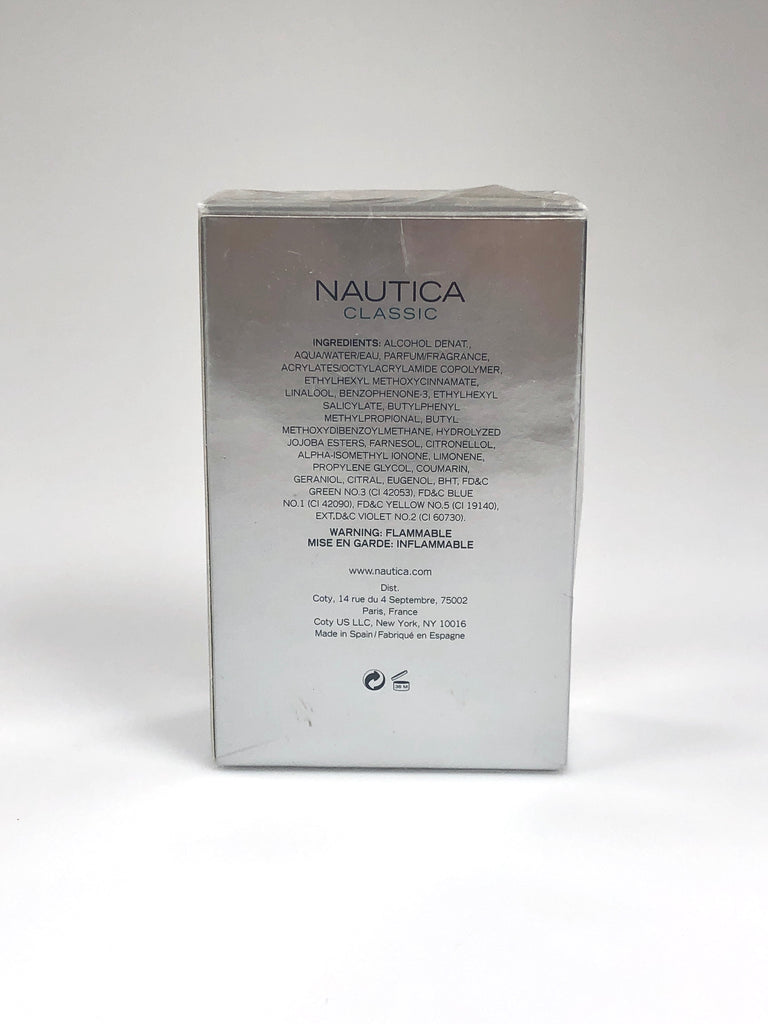 NAUTICA
CLASSIC
INGREDIENTS: ALCOHOL DENAT.,
AQUA/WATER/EAU, PARFUM/FRAGRANCE,
ACRYLATES/OCTYLACRYLAMIDE COPOLYMER,
ETHYLHEXYL METHOXYCINNAMATE,
LINALOOL, BENZOPHENONE-3, ETHYLHEXYL
SALICYLATE, BUTYLPHENYL
METHYLPROPIONAL, BUTYL
METHOXYDIBENZOYLMETHANE, HYDROLYZED
JOJOBA ESTERS, FARNESOL, CITRONELLOL,
ALPHA-ISOMETHYL IONONE, LIMONENE,
PROPYLENE GLYCOL, COUMARIN,
GERANIOL, CITRAL, EUGENOL, BHT, FD&C
GREEN NO.3 (CI 42053), FD&C BLUE
NO.1 (CI 42090), FD&C YELLOW NO.5 (CI 19140),
EXT.D&C VIOLET NO.2 (CI 60730).
WARNING: FLAMMABLE
MISE EN GARDE: INFLAMMABLE
www.nautica.com
Dist.
Coty, 14 rue du 4 Septembre, 75002
Paris, France
Coty US LLC, New York, NY 10016
Made in Spain/Fabriqué en Espagne
36 M